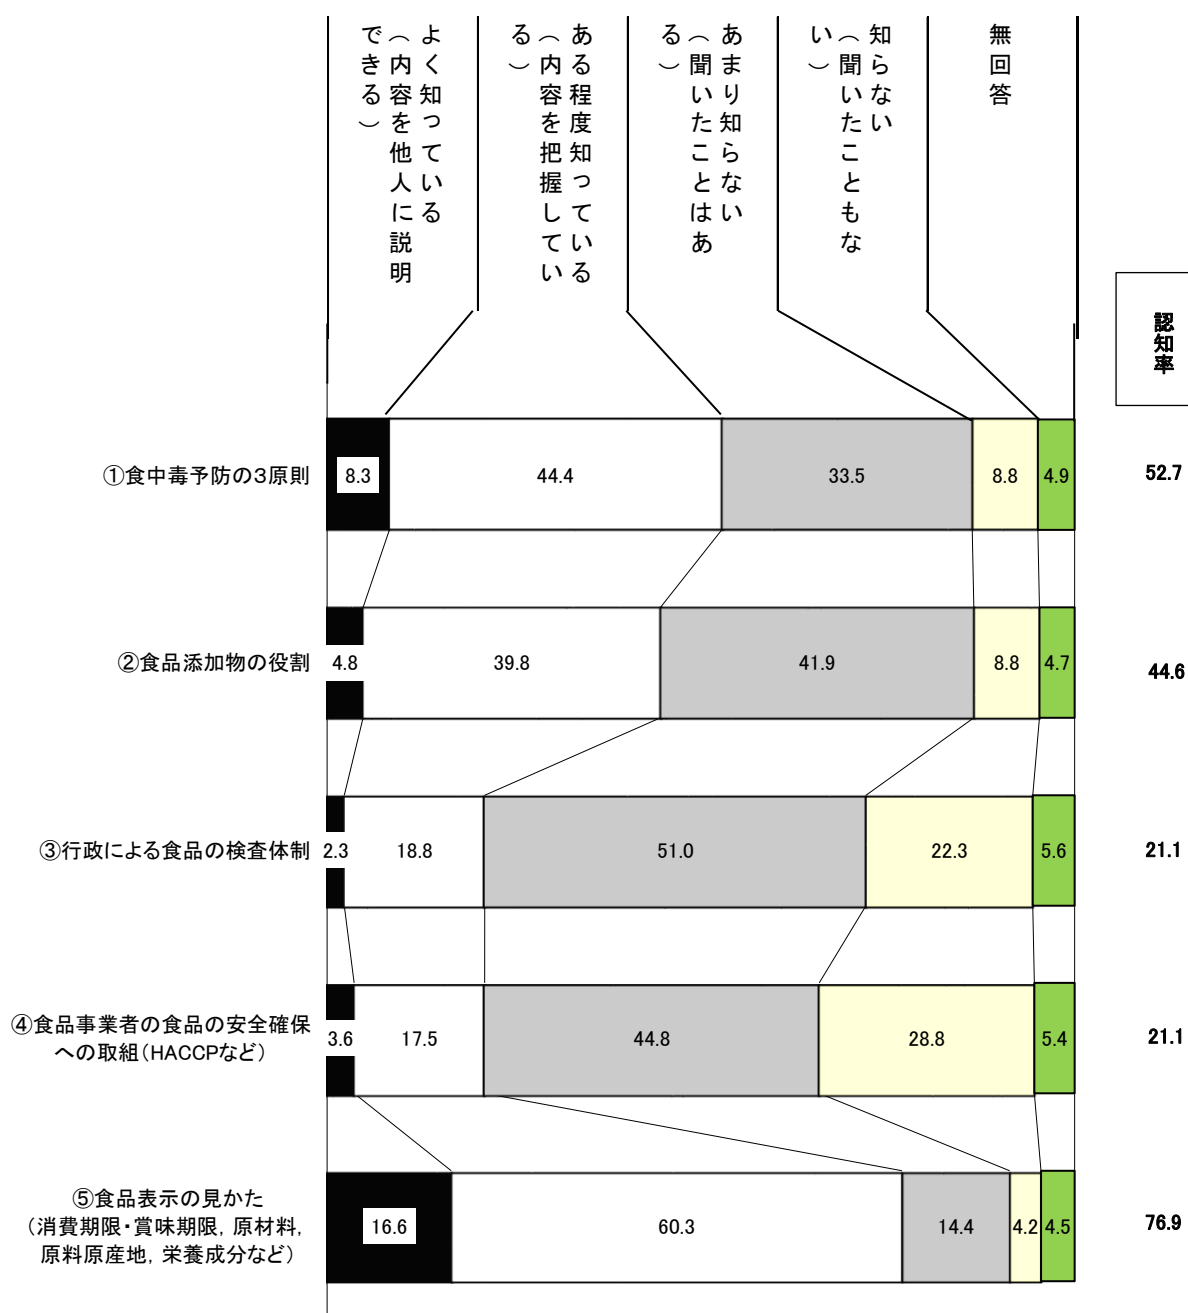 よく知っている
（内容を他人に説明
できる）
ある程度知っている
（内容を把握してい
る）
あまり知らない
（聞いたことはあ
る）
知らない
（聞いたこともな
い）
無回答
認知率
①食中毒予防の3原則
8.3
44.4
33.5
8.8
4.9
52.7
②食品添加物の役割
4.8
39.8
41.9
8.8
4.7
44.6
③行政による食品の検査体制
2.3
18.8
51.0
22.3
5.6
21.1
④食品事業者の食品の安全確保
への取組（HACCPなど）
3.6
17.5
44.8
28.8
5.4
21.1
⑤食品表示の見かた
（消費期限・賞味期限，原材料，
原料原産地，栄養成分など）
16.6
60.3
14.4
4.2
4.5
76.9